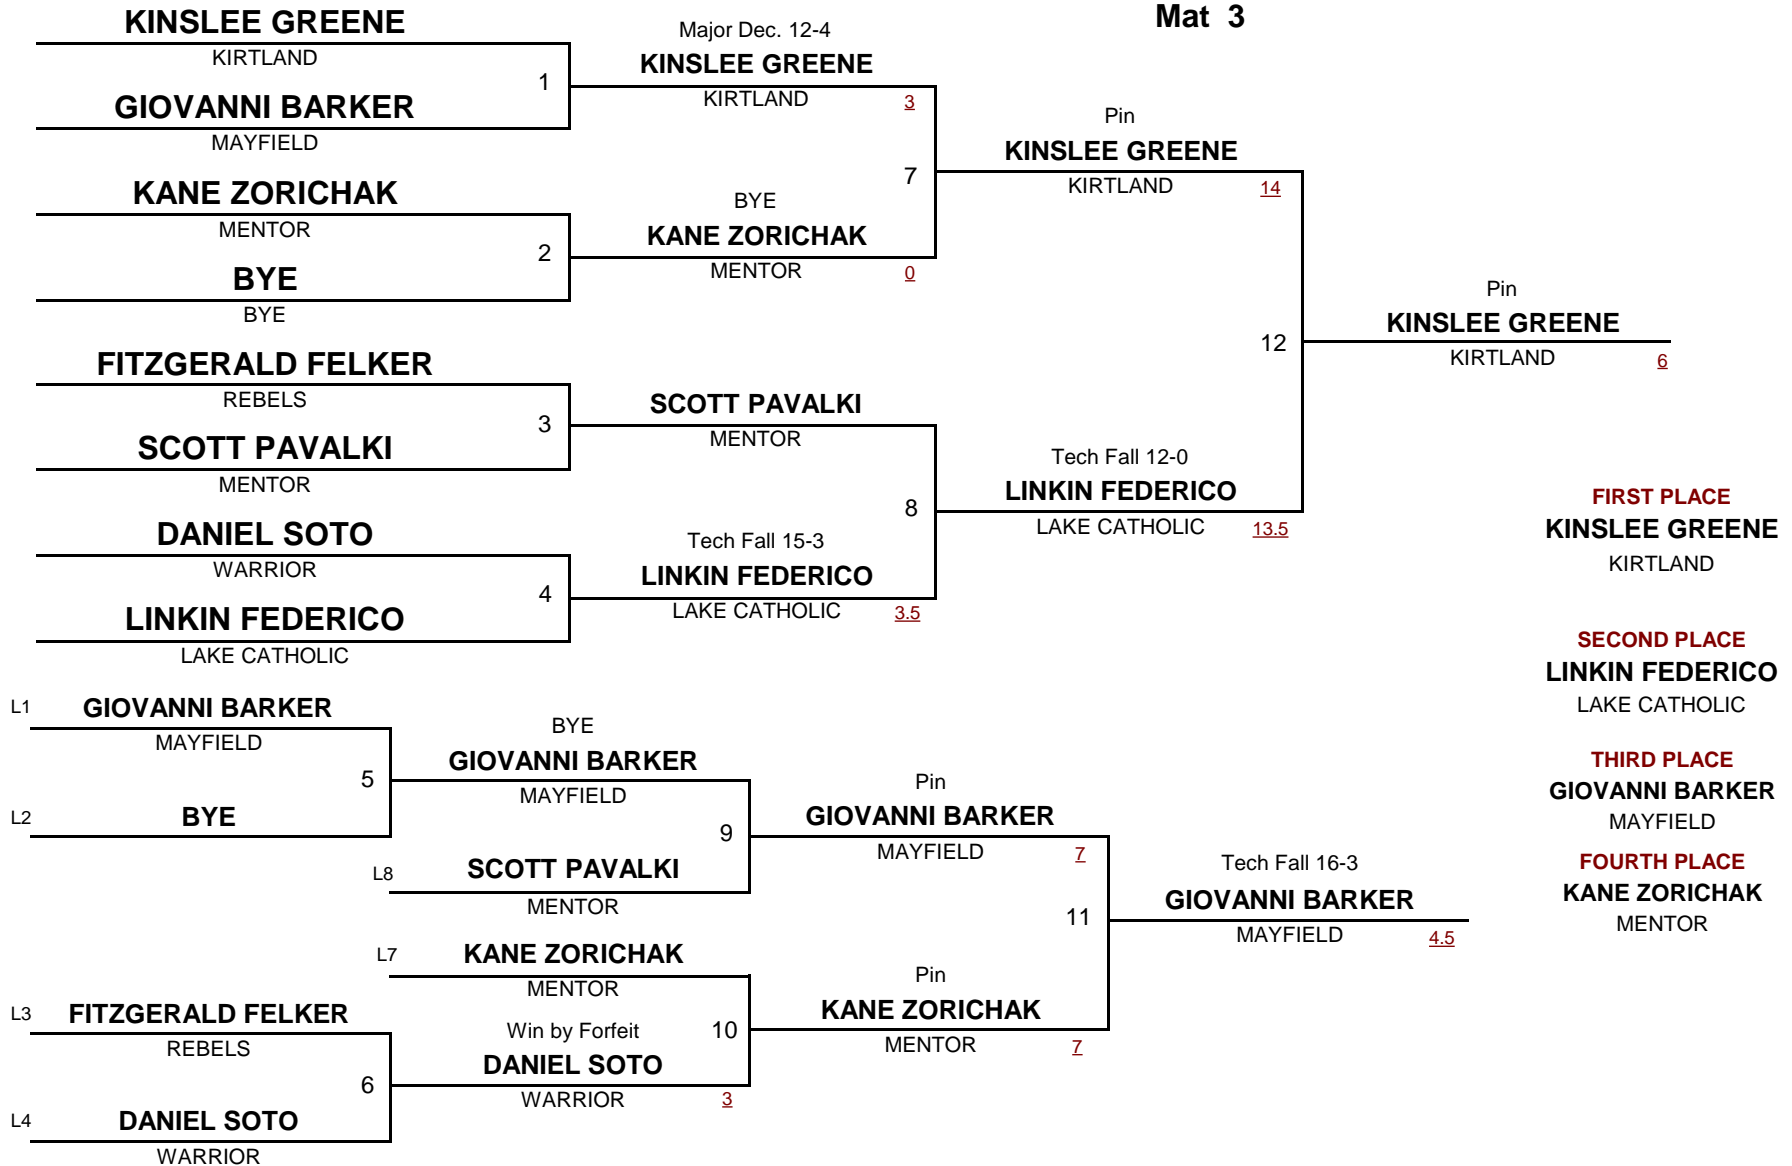 Mat 3
KINSLEE GREENE
KIRTLAND
1
GIOVANNI BARKER
MAYFIELD
KANE ZORICHAK
MENTOR
2
BYE
BYE
FITZGERALD FELKER
REBELS
3
SCOTT PAVALKI
MENTOR
DANIEL SOTO
WARRIOR
4
LINKIN FEDERICO
LAKE CATHOLIC
Major Dec. 12-4
KINSLEE GREENE
KIRTLAND
3
7
BYE
KANE ZORICHAK
MENTOR
0
SCOTT PAVALKI
MENTOR
8
Tech Fall 15-3
LINKIN FEDERICO
LAKE CATHOLIC
3.5
Pin
KINSLEE GREENE
KIRTLAND
14
12
Tech Fall 12-0
LINKIN FEDERICO
LAKE CATHOLIC
13.5
Pin
KINSLEE GREENE
KIRTLAND
6
L1
GIOVANNI BARKER
MAYFIELD
5
L2
BYE
L3
FITZGERALD FELKER
REBELS
6
L4
DANIEL SOTO
WARRIOR
BYE
GIOVANNI BARKER
MAYFIELD
9
L8
SCOTT PAVALKI
MENTOR
L7
KANE ZORICHAK
MENTOR
10
Win by Forfeit
DANIEL SOTO
WARRIOR
3
Pin
GIOVANNI BARKER
MAYFIELD
7
11
Pin
KANE ZORICHAK
MENTOR
7
Tech Fall 16-3
GIOVANNI BARKER
MAYFIELD
4.5
FIRST PLACE
KINSLEE GREENE
KIRTLAND
SECOND PLACE
LINKIN FEDERICO
LAKE CATHOLIC
THIRD PLACE
GIOVANNI BARKER
MAYFIELD
FOURTH PLACE
KANE ZORICHAK
MENTOR